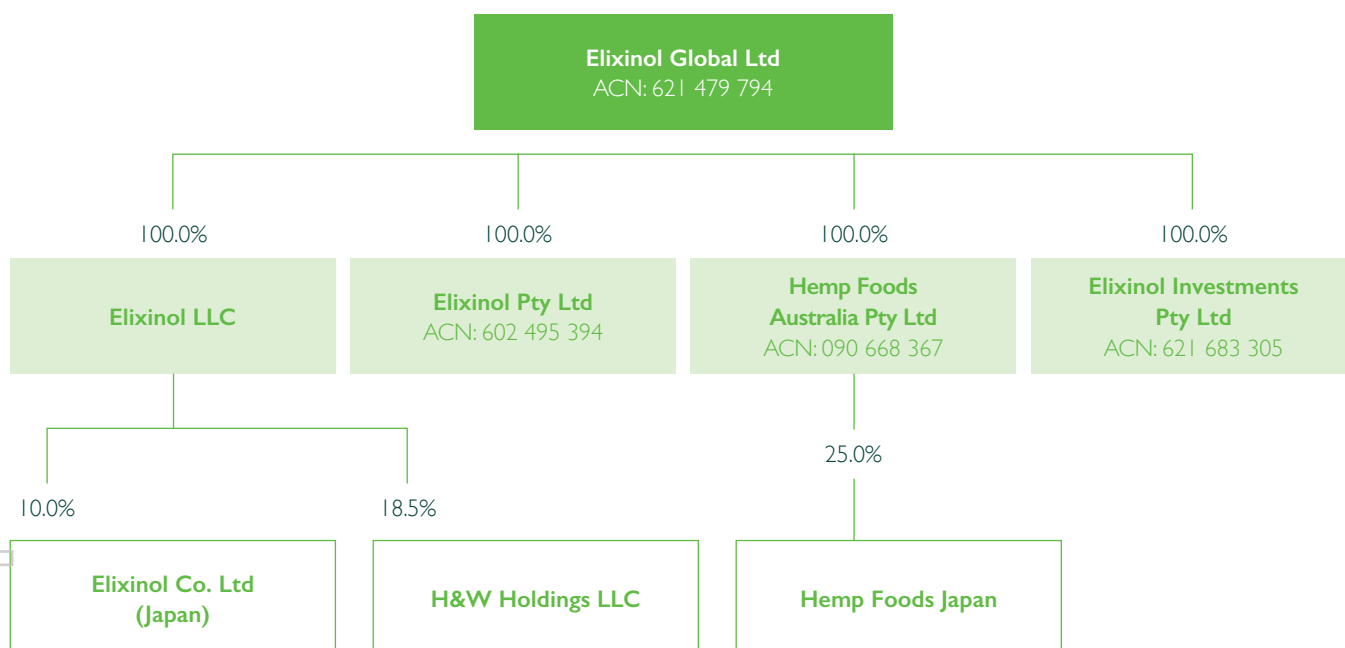 Elixinol Global Ltd
ACN: 621 479 794
100.0%
100.0%
100.0%
100.0%
Elixinol LLC
Elixinol Pty Ltd
ACN: 602 495 394
Hemp Foods
Australia Pty Ltd
ACN: 090 668 367
Elixinol Investments
Pty Ltd
ACN: 621 683 305
10.0%
18.5%
25.0%
Elixinol Co. Ltd
(Japan)
H&W Holdings LLC
Hemp Foods Japan